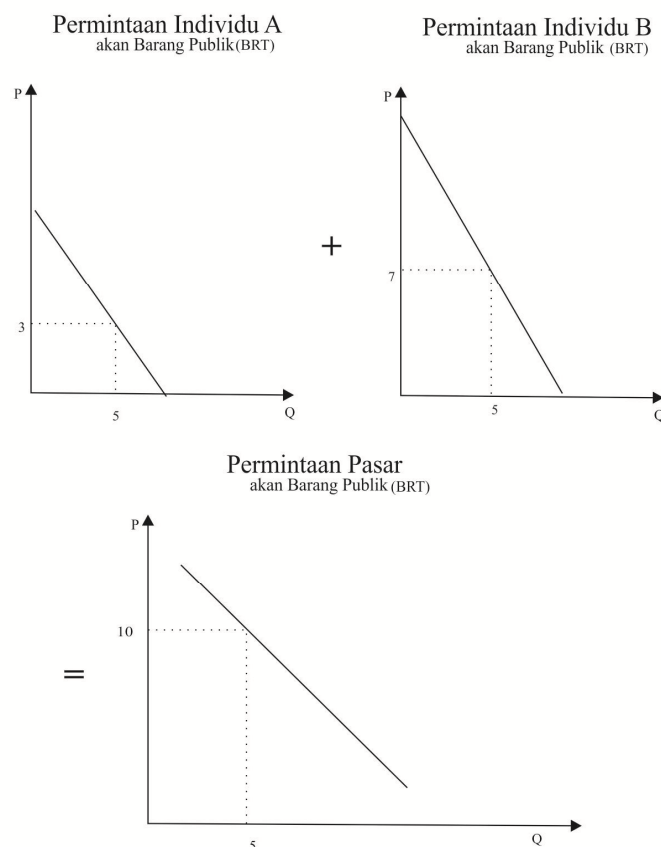 Permintaan Individu A
akan Barang Publik(BRT)
Permintaan Individu B
akan Barang Publik (BRT)
P
3
5
Q
+
P
7
5
Q
Permintaan Pasar
akan Barang Publik(BRT)
P
10
=
5
Q